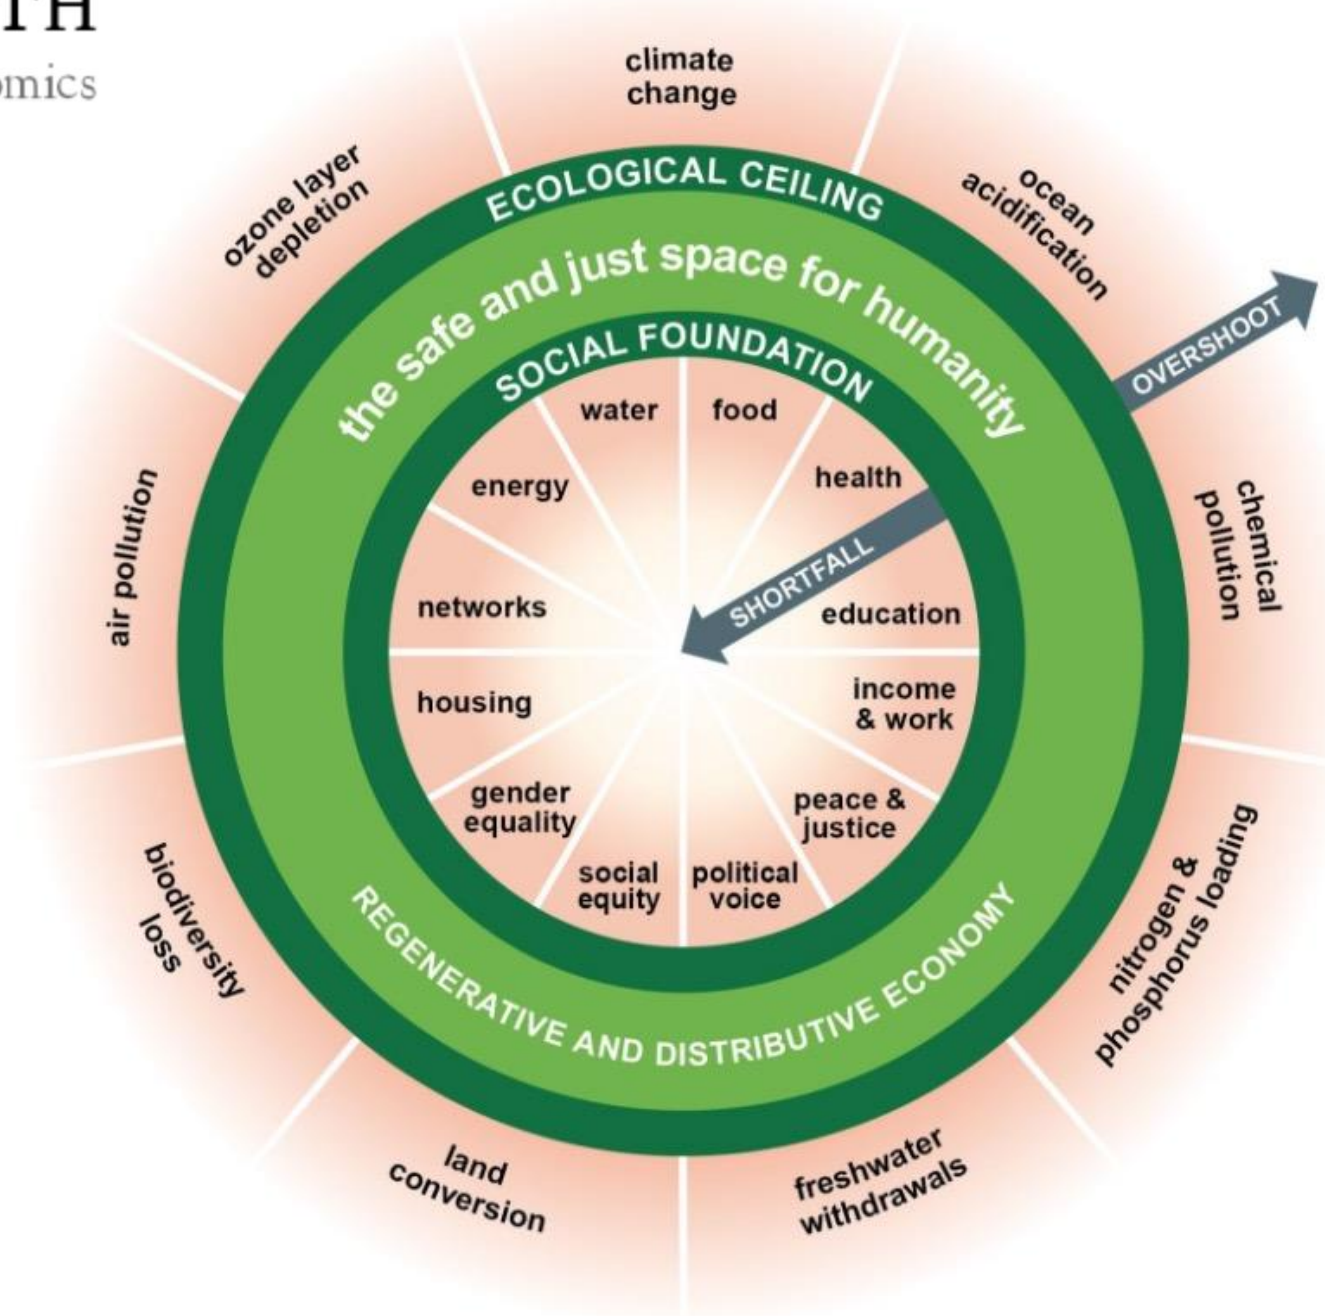 climate
change
ocean
acidification
OVERSHOOT
chemical
pollution
nitrogen &
phosphorus loading
freshwater
withdrawals
land
conversion
biodiversity
loss
air pollution
ozone layer
depletion
ECOLOGICAL CEILING
the safe and just space for humanity
SOCIAL FOUNDATION
water
food
health
SHORTFALL
education
income
& work
peace &
justice
political
voice
social
equity
gender
equality
housing
networks
energy
REGENERATIVE AND DISTRIBUTIVE ECONOMY